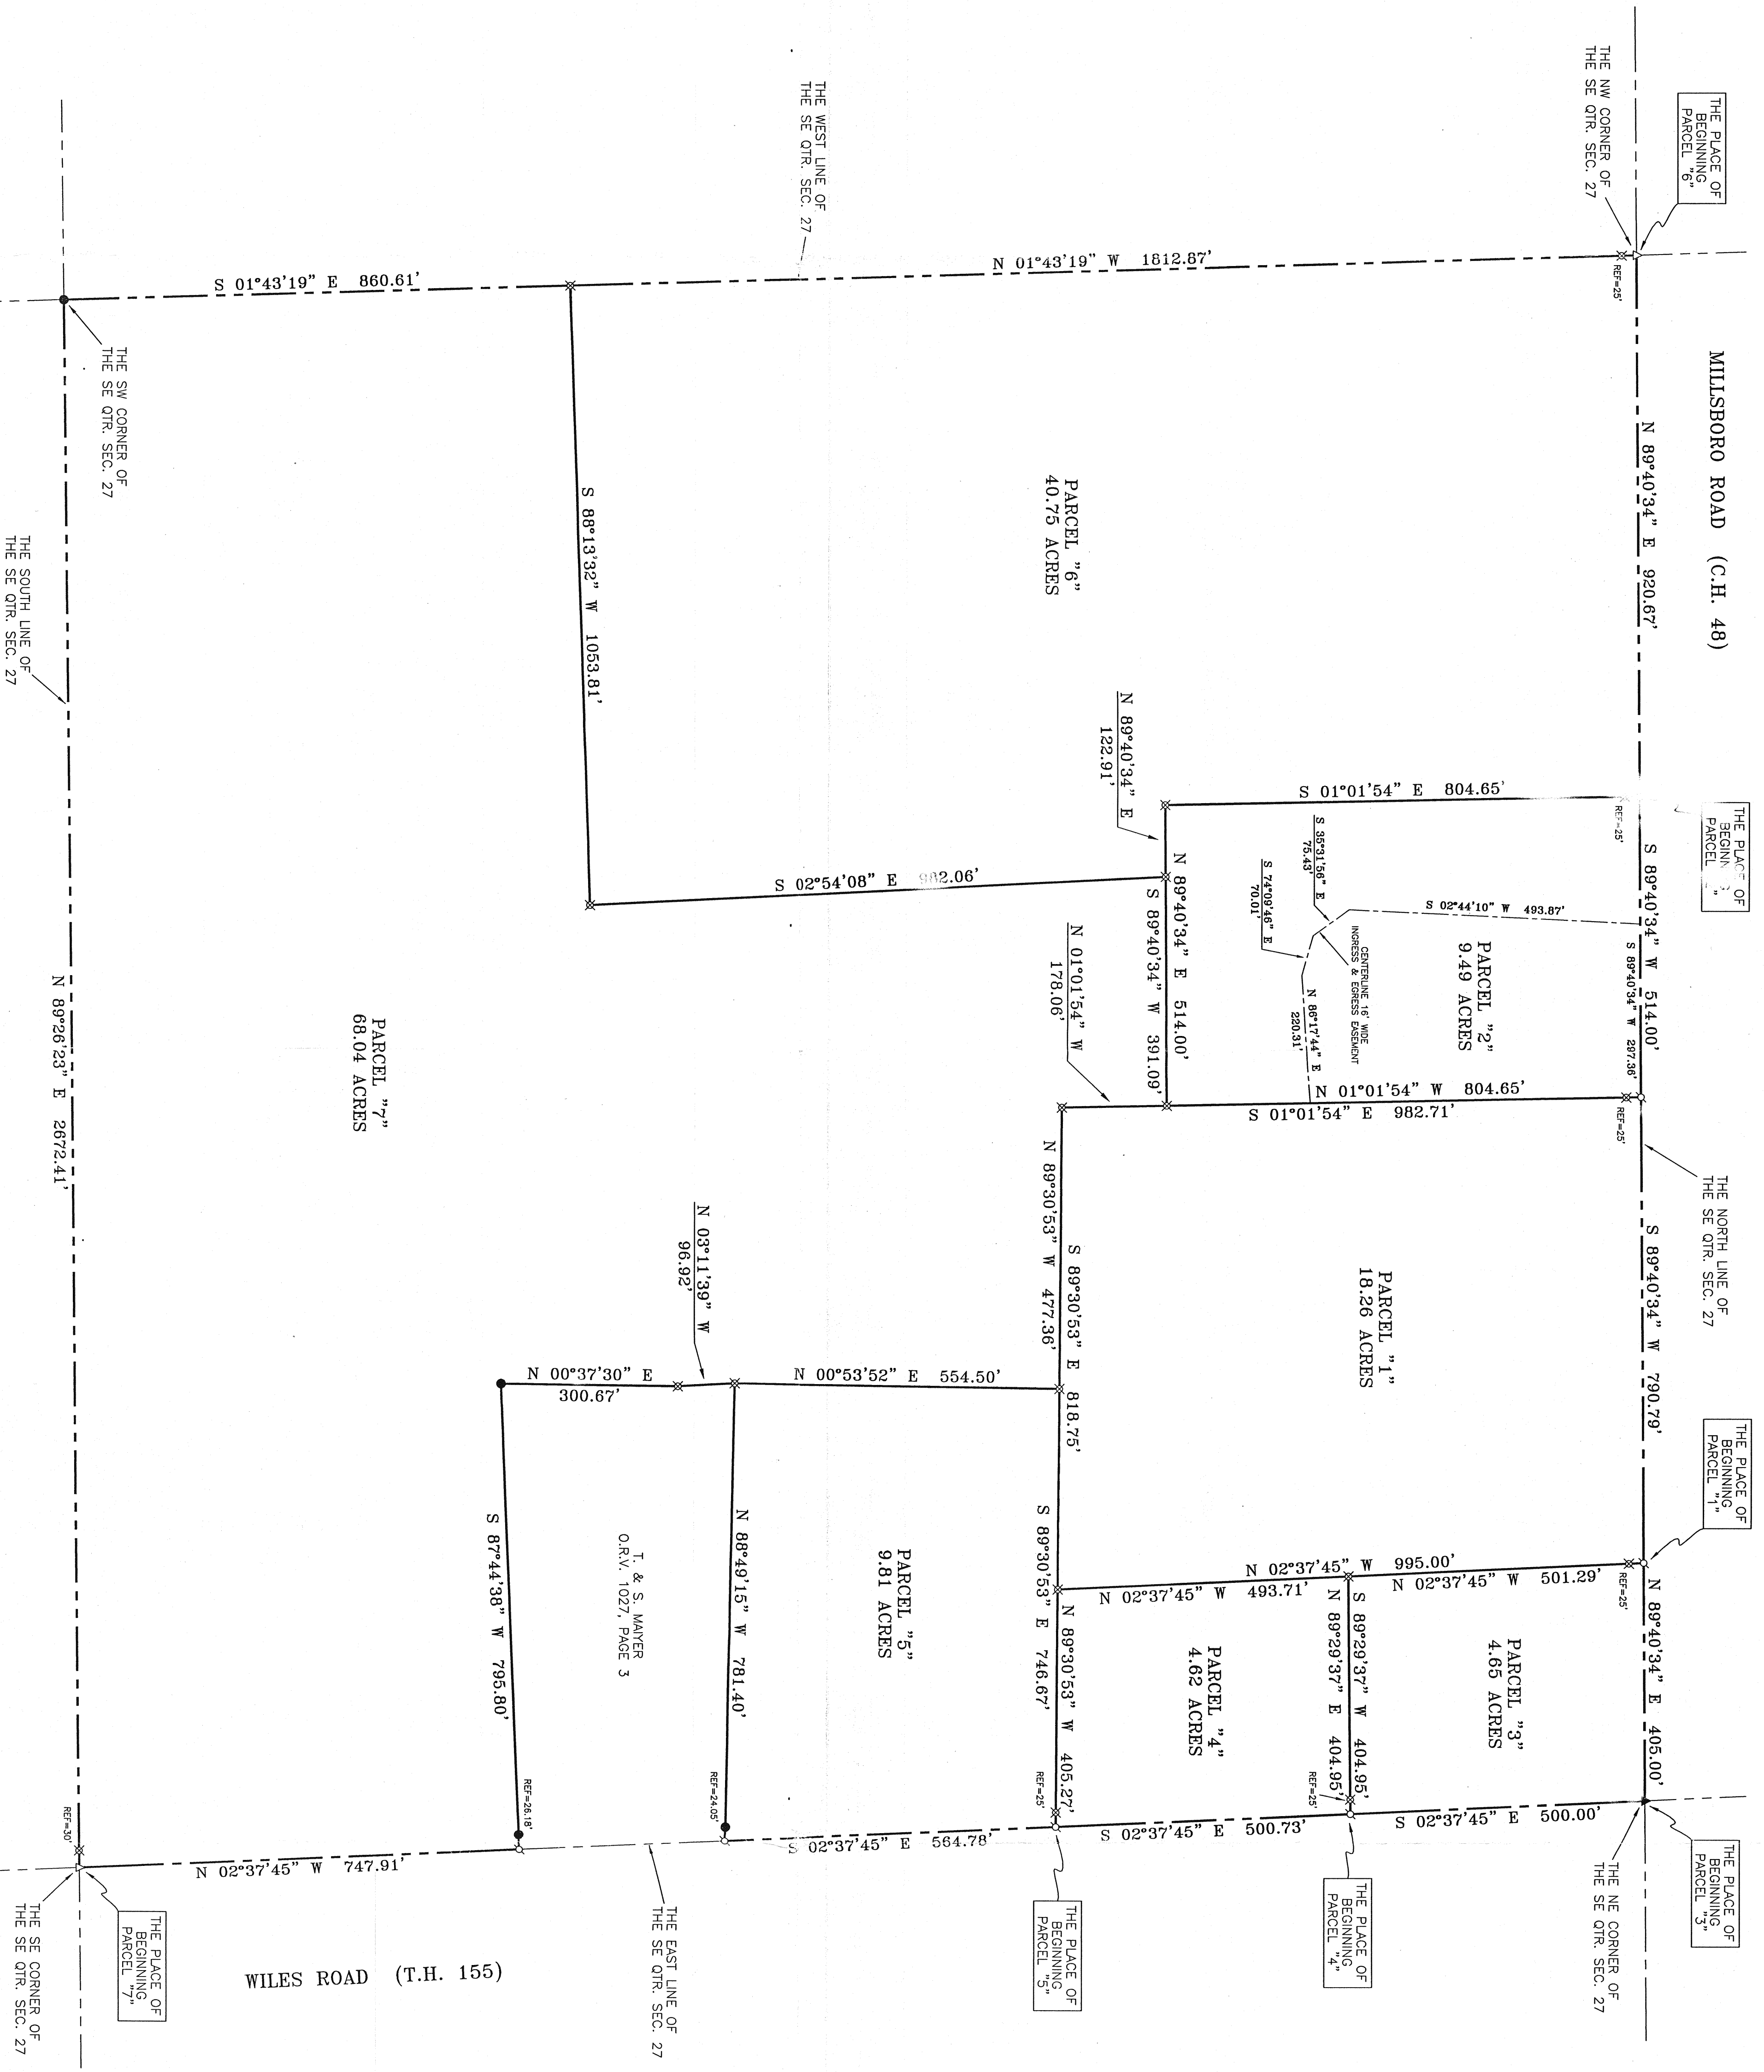 MILLSBORO ROAD (C.H. 48)
THE PLACE OF
BEGINNING
PARCEL "6"
THE NW CORNER OF
THE SE QTR. SEC. 27
REF=25'
N 89°40'34" E 920.67'
THE PLACE OF
PARCEL
REF=25'
S 89°40'34" W 514.00'
S 89°40'34" W 297.36'
REF=25'
THE NORTH LINE OF
THE SE QTR. SEC. 27
S 89°40'34" W 790.79'
THE PLACE OF
BEGINNING
PARCEL "1"
REF=25'
N 89°40'34" E 405.00'
THE PLACE OF
BEGINNING
PARCEL "3"
THE NE CORNER OF
THE SE QTR. SEC. 27
N 01°43'19" W 1812.87'
THE WEST LINE OF
THE SE QTR. SEC. 27
PARCEL "6"
40.75 ACRES
S 01°01'54" E 804.65'
N 89°40'34" E
122.91'
PARCEL "2"
9.49 ACRES
S 02°44'10" W 493.87'
S 35°31'56" E
75.43'
S 74°09'46" E
70.01'
CENTERLINE 16' WIDE
INGRESS & EGRESS EASEMENT
N 86°17'44" E
220.31'
N 89°40'34" E 514.00'
S 89°40'34" W 391.09'
N 01°01'54" W 804.65'
S 01°01'54" E 982.71'
N 01°01'54" W
178.06'
PARCEL "1"
18.26 ACRES
N 02°37'45" W 995.00'
N 02°37'45" W 501.29'
N 02°37'45" W 493.71'
PARCEL "3"
4.65 ACRES
S 02°37'45" E 500.00'
S 89°29'37" W 404.95'
N 89°29'37" E 404.95'
REF=25'
THE PLACE OF
BEGINNING
PARCEL "4"
PARCEL "4"
4.62 ACRES
S 02°37'45" E 500.73'
S 89°30'53" E 818.75'
N 89°30'53" W 477.36'
N 89°30'53" W 405.27'
S 89°30'53" E 746.67'
REF=25'
THE PLACE OF
BEGINNING
PARCEL "5"
S 02°54'08" E 982.06'
S 88°13'32" W 1053.81'
N 00°53'52" E 554.50'
PARCEL "5"
9.81 ACRES
S 02°37'45" E 564.78'
N 88°49'15" W 781.40'
REF=24.05'
N 03°11'39" W
96.92'
N 00°37'30" E
300.67'
T. & S. MAIYER
O.R.V. 1027, PAGE 3
THE EAST LINE OF
THE SE QTR. SEC. 27
S 87°44'38" W 795.80'
REF=26.18'
S 01°43'19" E 860.61'
PARCEL "7"
68.04 ACRES
N 02°37'45" W 747.91'
WILES ROAD (T.H. 155)
THE SW CORNER OF
THE SE QTR. SEC. 27
N 89°26'23" E 2672.41'
THE SOUTH LINE OF
THE SE QTR. SEC. 27
REF=30'
THE PLACE OF
BEGINNING
PARCEL "7"
THE SE CORNER OF
THE SE QTR. SEC. 27